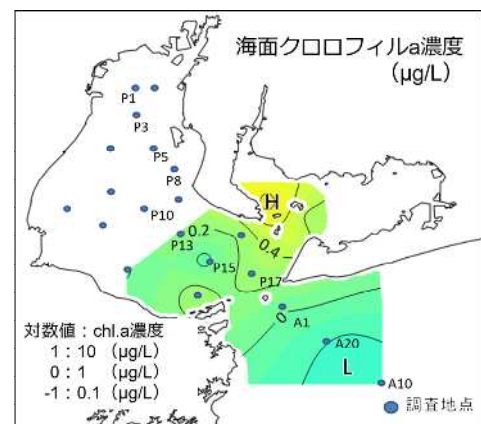 海面クロロフィルa濃度
（μg/L）
P1
P3
P5
P8
P10
H
0.2
P13
0.4
P15
P17
0
A1
A20
L
A10
対数値：chl.a濃度
1：10 （μg/L）
0：1 （μg/L）
-1：0.1 （μg/L）
調査地点